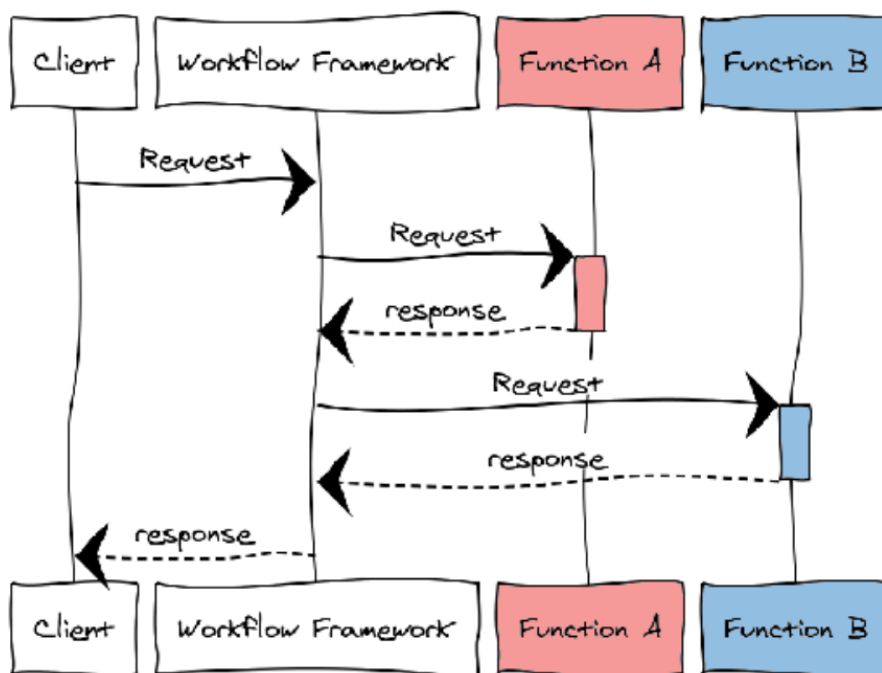 Client
Workflow Framework
Function A
Function B
Request
Request
response
Request
response
response
Client
Workflow Framework
Function A
Function B